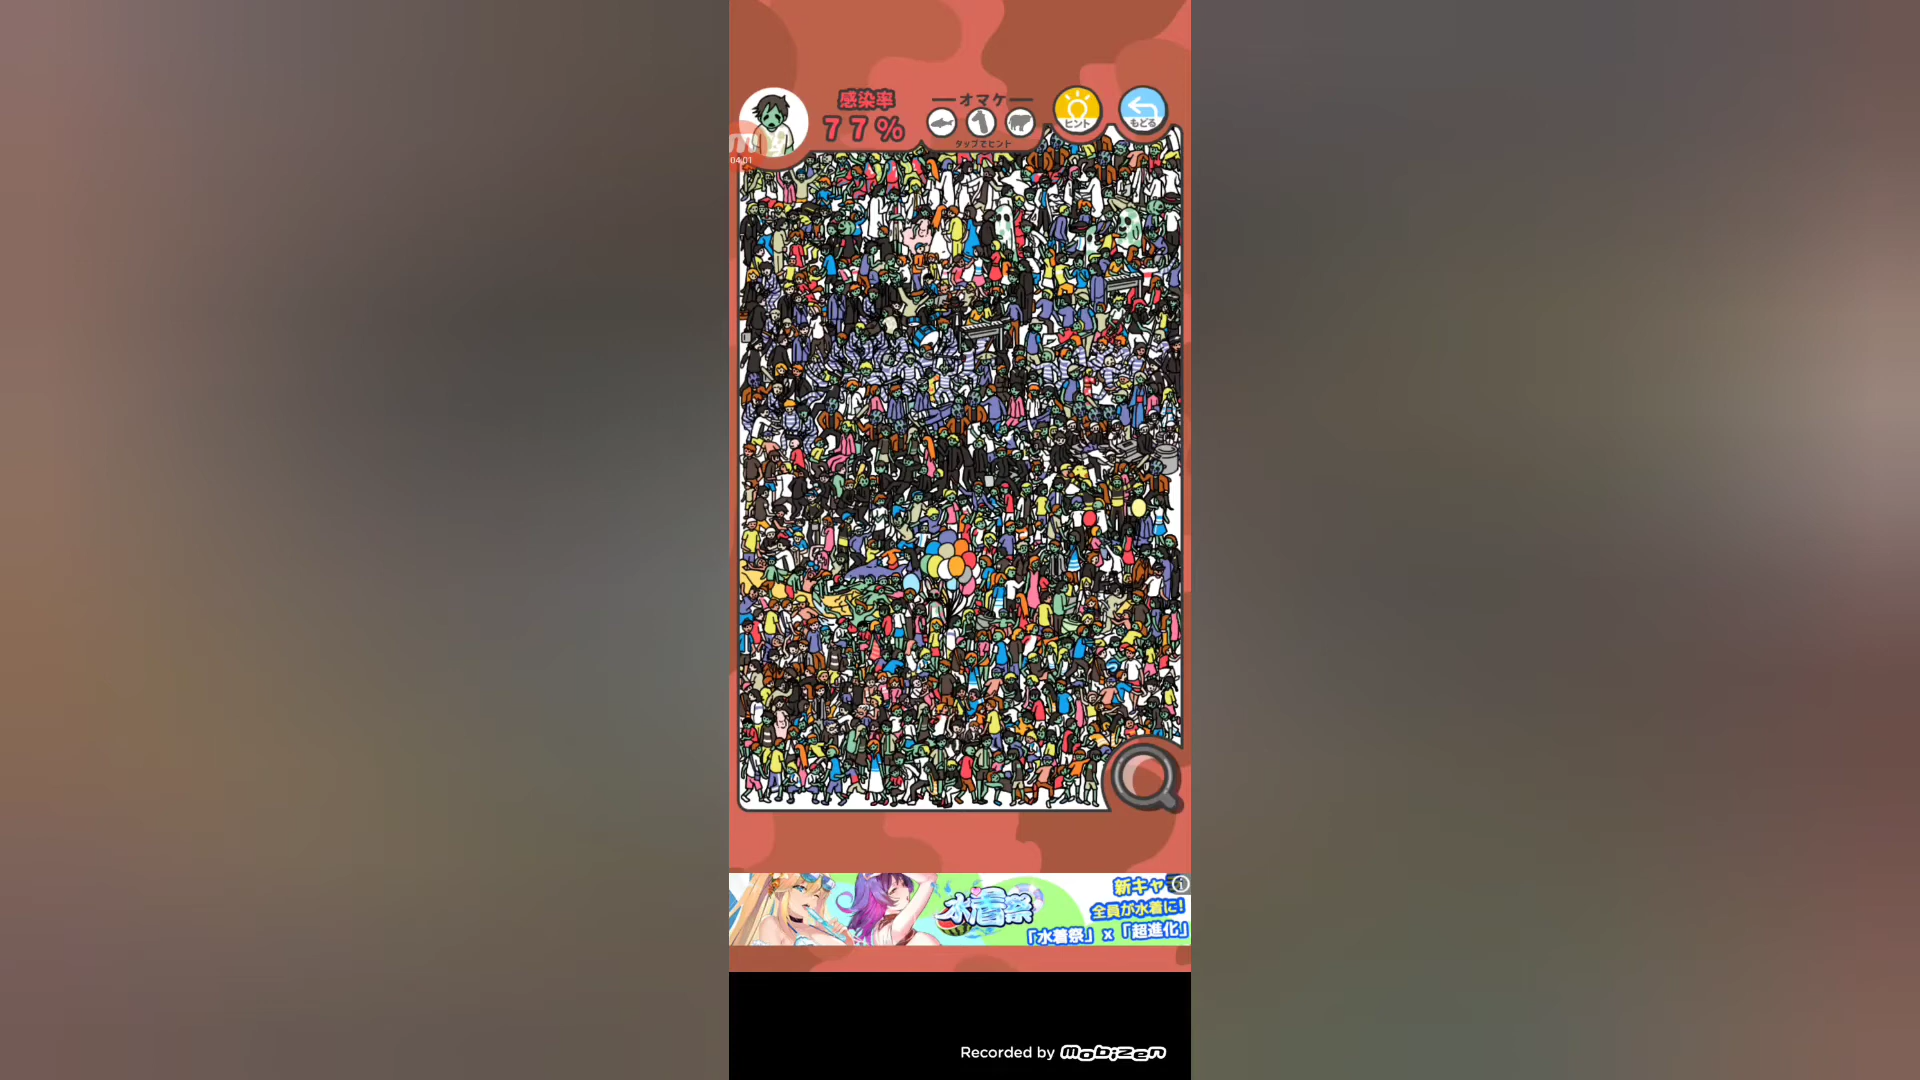 感染率
77%
オマケ
タップでヒント
ヒント
もどる
04:01
水着祭
新キャラ
全員が水着に!
「水着祭」x「超進化」
Recorded by mobizen